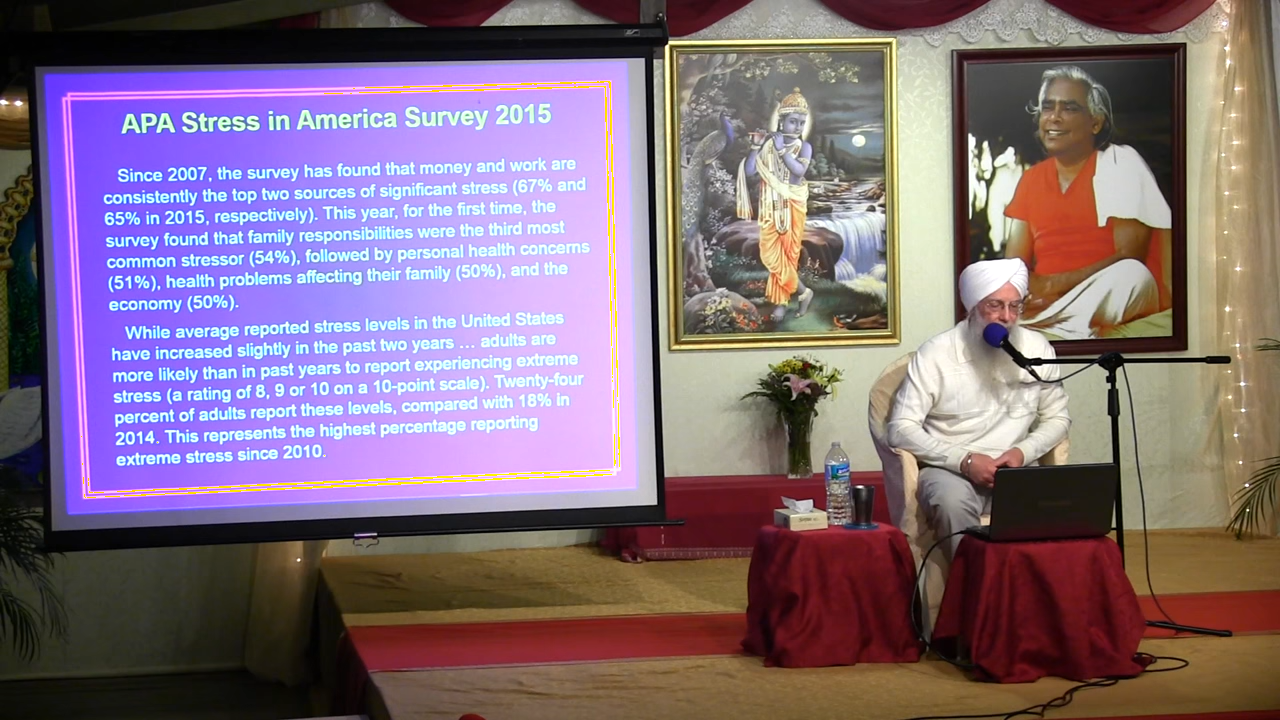 APA Stress in America Survey 2015
Since 2007, the survey has found that money and work are
consistently the top two sources of significant stress (67% and
65% in 2015, respectively). This year, for the first time, the
survey found that family responsibilities were the third most
common stressor (54%), followed by personal health concerns
(51%), health problems affecting their family (50%), and the
economy (50%).
While average reported stress levels in the United States
have increased slightly in the past two years ... adults are
more likely than in past years to report experiencing extreme
stress (a rating of 8, 9 or 10 on a 10-point scale). Twenty-four
percent of adults report these levels, compared with 18% in
2014. This represents the highest percentage reporting
extreme stress since 2010.